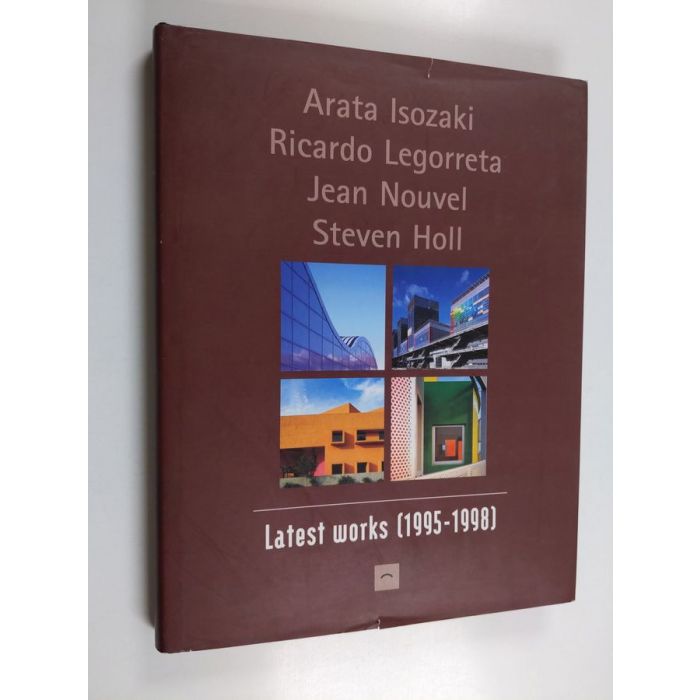 Arata Isozaki
Ricardo Legorreta
Jean Nouvel
Steven Holl
Latest works (1995-1998)